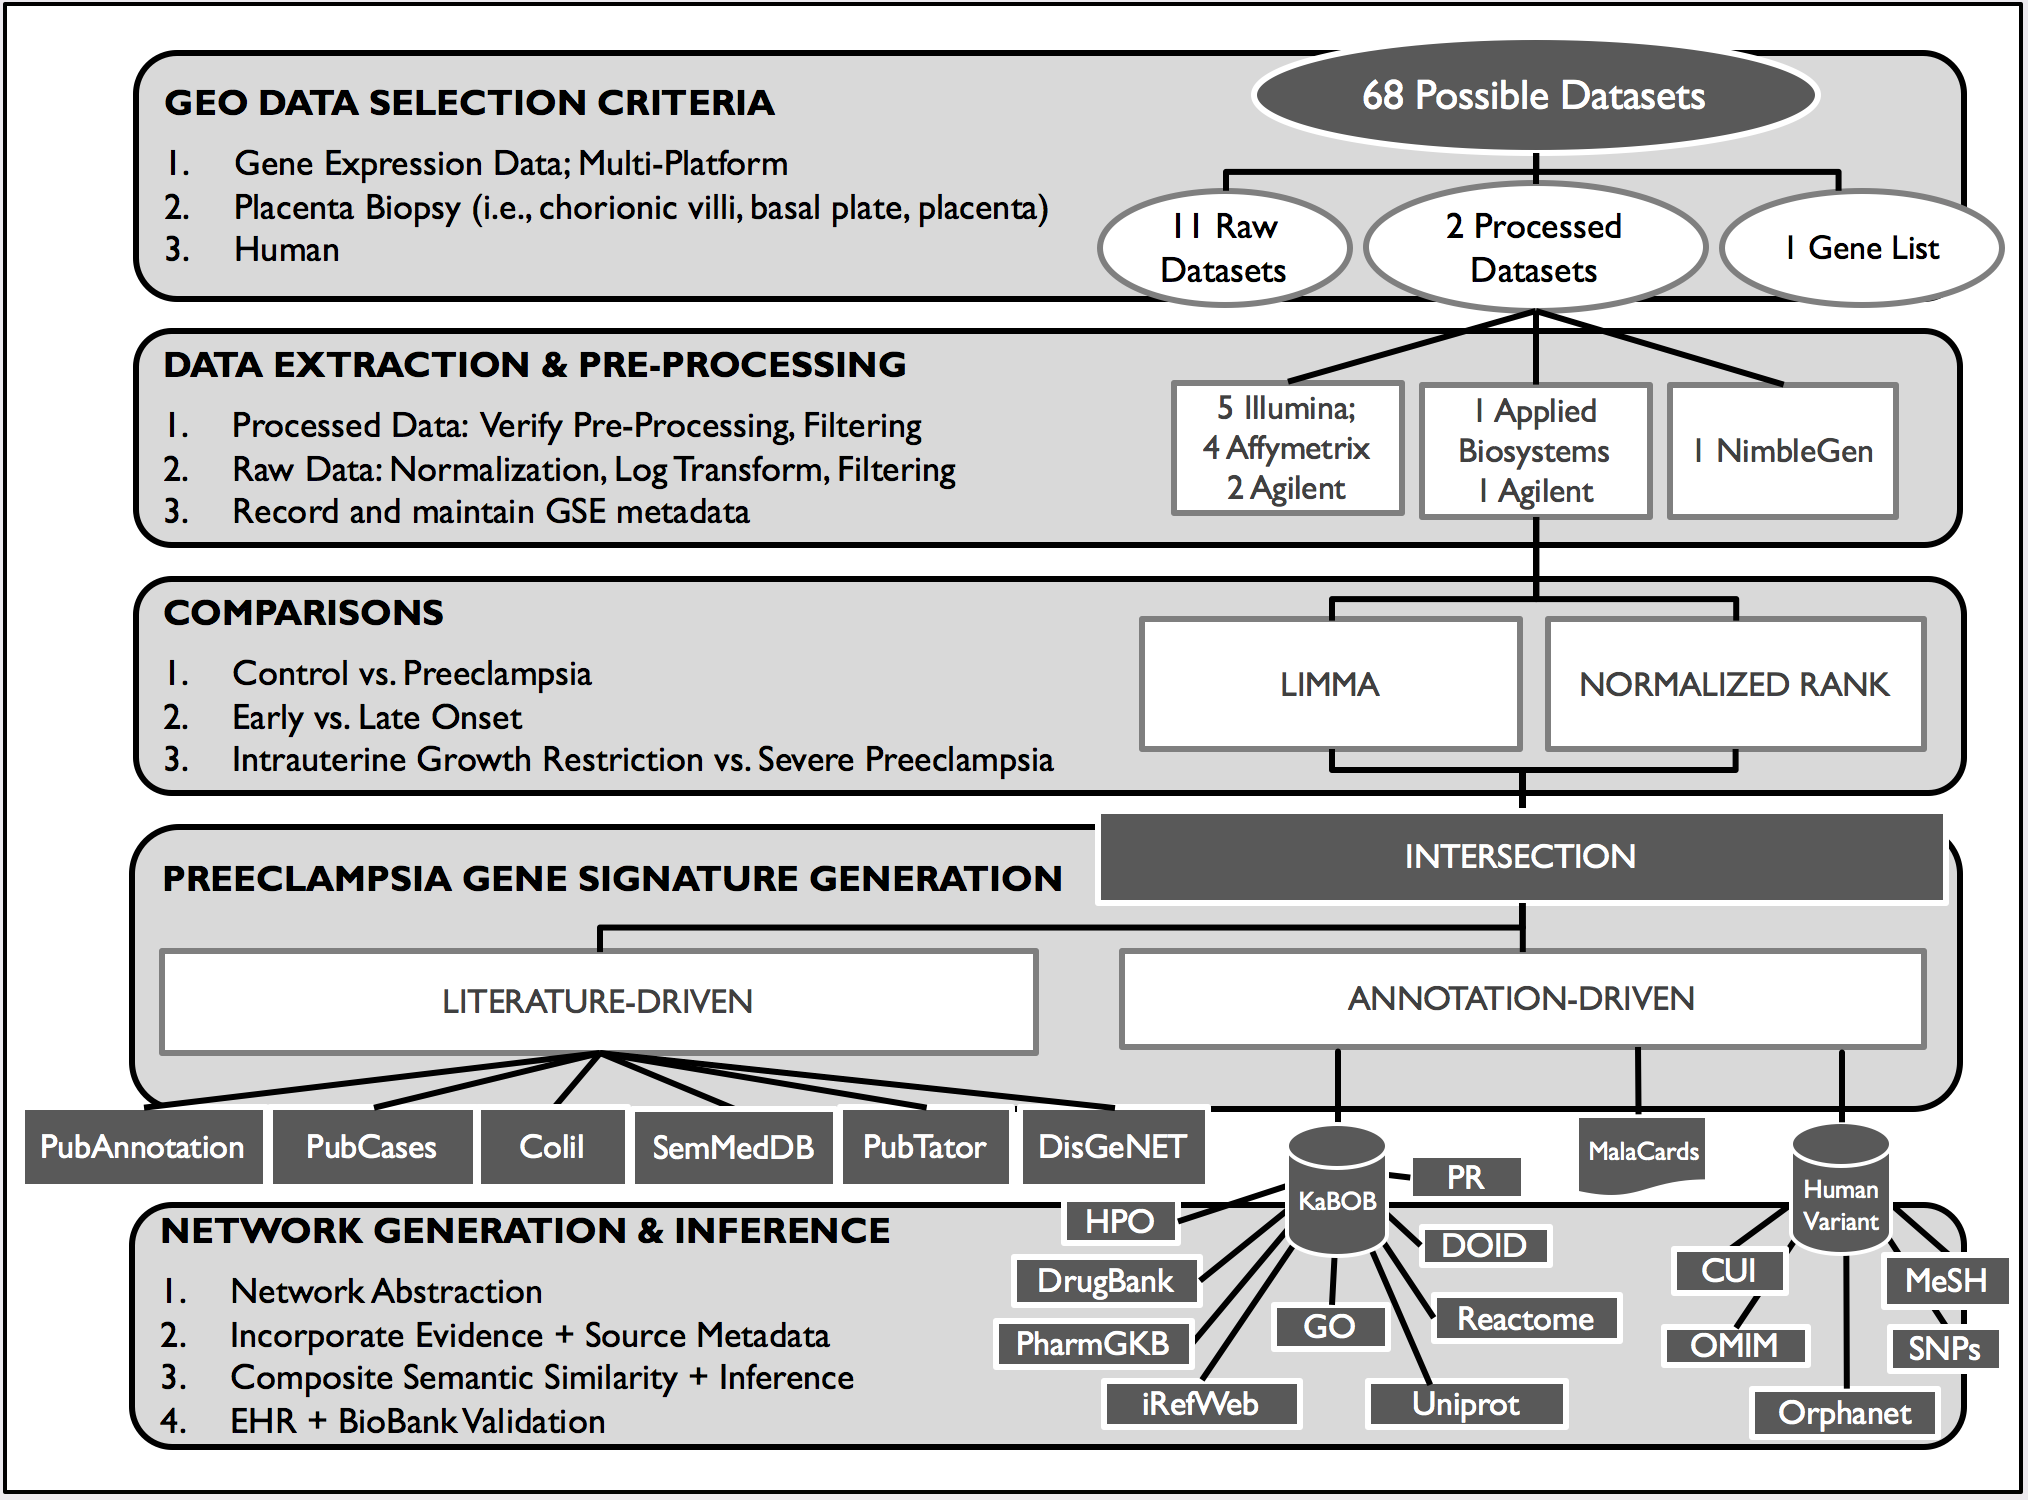 68 Possible Datasets
GEO DATA SELECTION CRITERIA
1. Gene Expression Data; Multi-Platform
2. Placenta Biopsy (i.e., chorionic villi, basal plate, placenta)
3. Human
11 Raw
Datasets
2 Processed
Datasets
1 Gene List
DATA EXTRACTION & PRE-PROCESSING
1. Processed Data: Verify Pre-Processing, Filtering
2. Raw Data: Normalization, Log Transform, Filtering
3. Record and maintain GSE metadata
5 Illumina;
4 Affymetrix
2 Agilent
1 Applied
Biosystems
1 Agilent
1 NimbleGen
COMPARISONS
1. Control vs. Preeclampsia
2. Early vs. Late Onset
3. Intrauterine Growth Restriction vs. Severe Preeclampsia
LIMMA
NORMALIZED RANK
PREECLAMPSIA GENE SIGNATURE GENERATION
INTERSECTION
LITERATURE-DRIVEN
ANNOTATION-DRIVEN
PubAnnotation
PubCases
Colil
SemMedDB
PubTator
DisGeNET
KaBOB
PR
MalaCards
Human
Variant
NETWORK GENERATION & INFERENCE
1. Network Abstraction
2. Incorporate Evidence + Source Metadata
3. Composite Semantic Similarity + Inference
4. EHR + BioBank Validation
HPO
DOID
DrugBank
PharmGKB
GO
Reactome
iRefWeb
Uniprot
CUI
MeSH
OMIM
SNPs
Orphanet